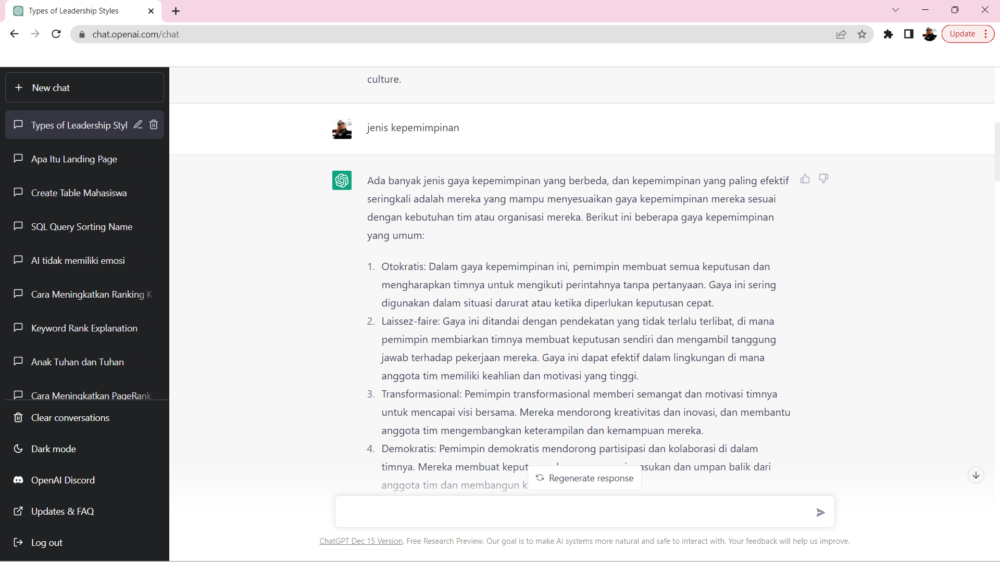 Types of Leadership Styles
chat.openai.com/chat
Update
New chat
Types of Leadership Styl
Apa Itu Landing Page
Create Table Mahasiswa
SQL Query Sorting Name
AI tidak memiliki emosi
Cara Meningkatkan Ranking K
Keyword Rank Explanation
Anak Tuhan dan Tuhan
Cara Meningkatkan PageRank
Clear conversations
Dark mode
OpenAI Discord
Updates & FAQ
Log out
culture.
jenis kepemimpinan
Ada banyak jenis gaya kepemimpinan yang berbeda, dan kepemimpinan yang paling efektif
seringkali adalah mereka yang mampu menyesuaikan gaya kepemimpinan mereka sesuai
dengan kebutuhan tim atau organisasi mereka. Berikut ini beberapa gaya kepemimpinan
yang umum:
1. Otokratis: Dalam gaya kepemimpinan ini, pemimpin membuat semua keputusan dan
mengharapkan timnya untuk mengikuti perintahnya tanpa pertanyaan. Gaya ini sering
digunakan dalam situasi darurat atau ketika diperlukan keputusan cepat.
2. Laissez-faire: Gaya ini ditandai dengan pendekatan yang tidak terlalu terlibat, di mana
pemimpin membiarkan timnya membuat keputusan sendiri dan mengambil tanggung
jawab terhadap pekerjaan mereka. Gaya ini dapat efektif dalam lingkungan di mana
anggota tim memiliki keahlian dan motivasi yang tinggi.
3. Transformasional: Pemimpin transformasional memberi semangat dan motivasi timnya
untuk mencapai visi bersama. Mereka mendorong kreativitas dan inovasi, dan membantu
anggota tim mengembangkan keterampilan dan kemampuan mereka.
4. Demokratis: Pemimpin demokratis mendorong partisipasi dan kolaborasi di dalam
timnya. Mereka membuat keput asukan dan umpan balik dari
anggota tim dan membangun k
Regenerate response
ChatGPT Dec 15 Version. Free Research Preview. Our goal is to make AI systems more natural and safe to interact with. Your feedback will help us improve.